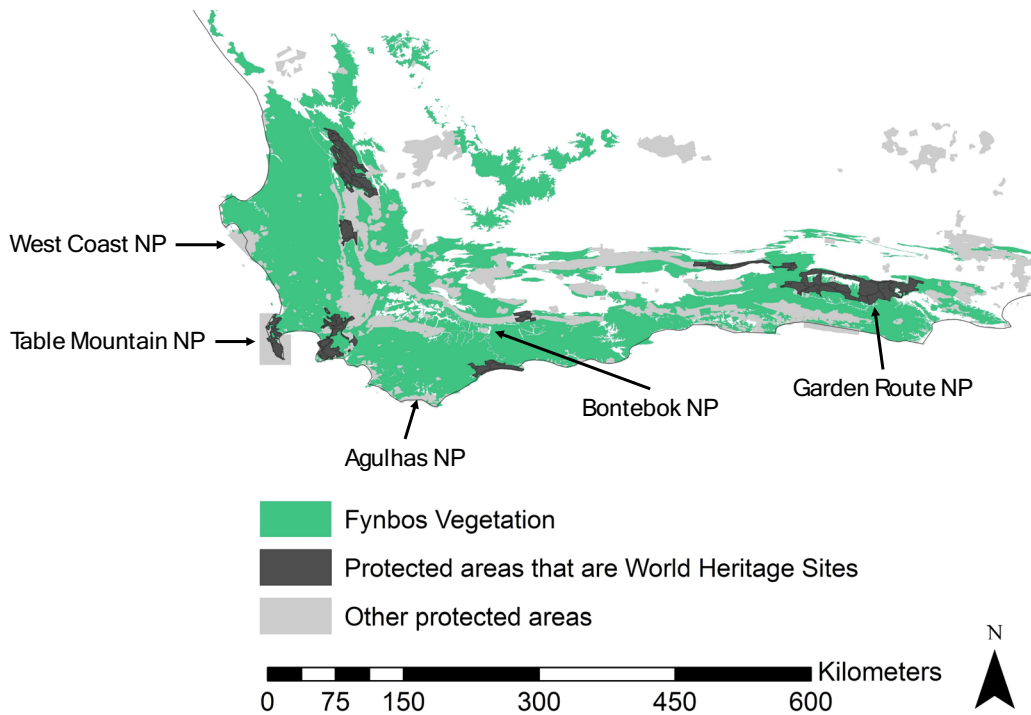 West Coast NP
Table Mountain NP
Garden Route NP
Bontebok NP
Agulhas NP
Fynbos Vegetation
Protected areas that are World Heritage Sites
Other protected areas
N
Kilometers
0 75 150 300 450 600